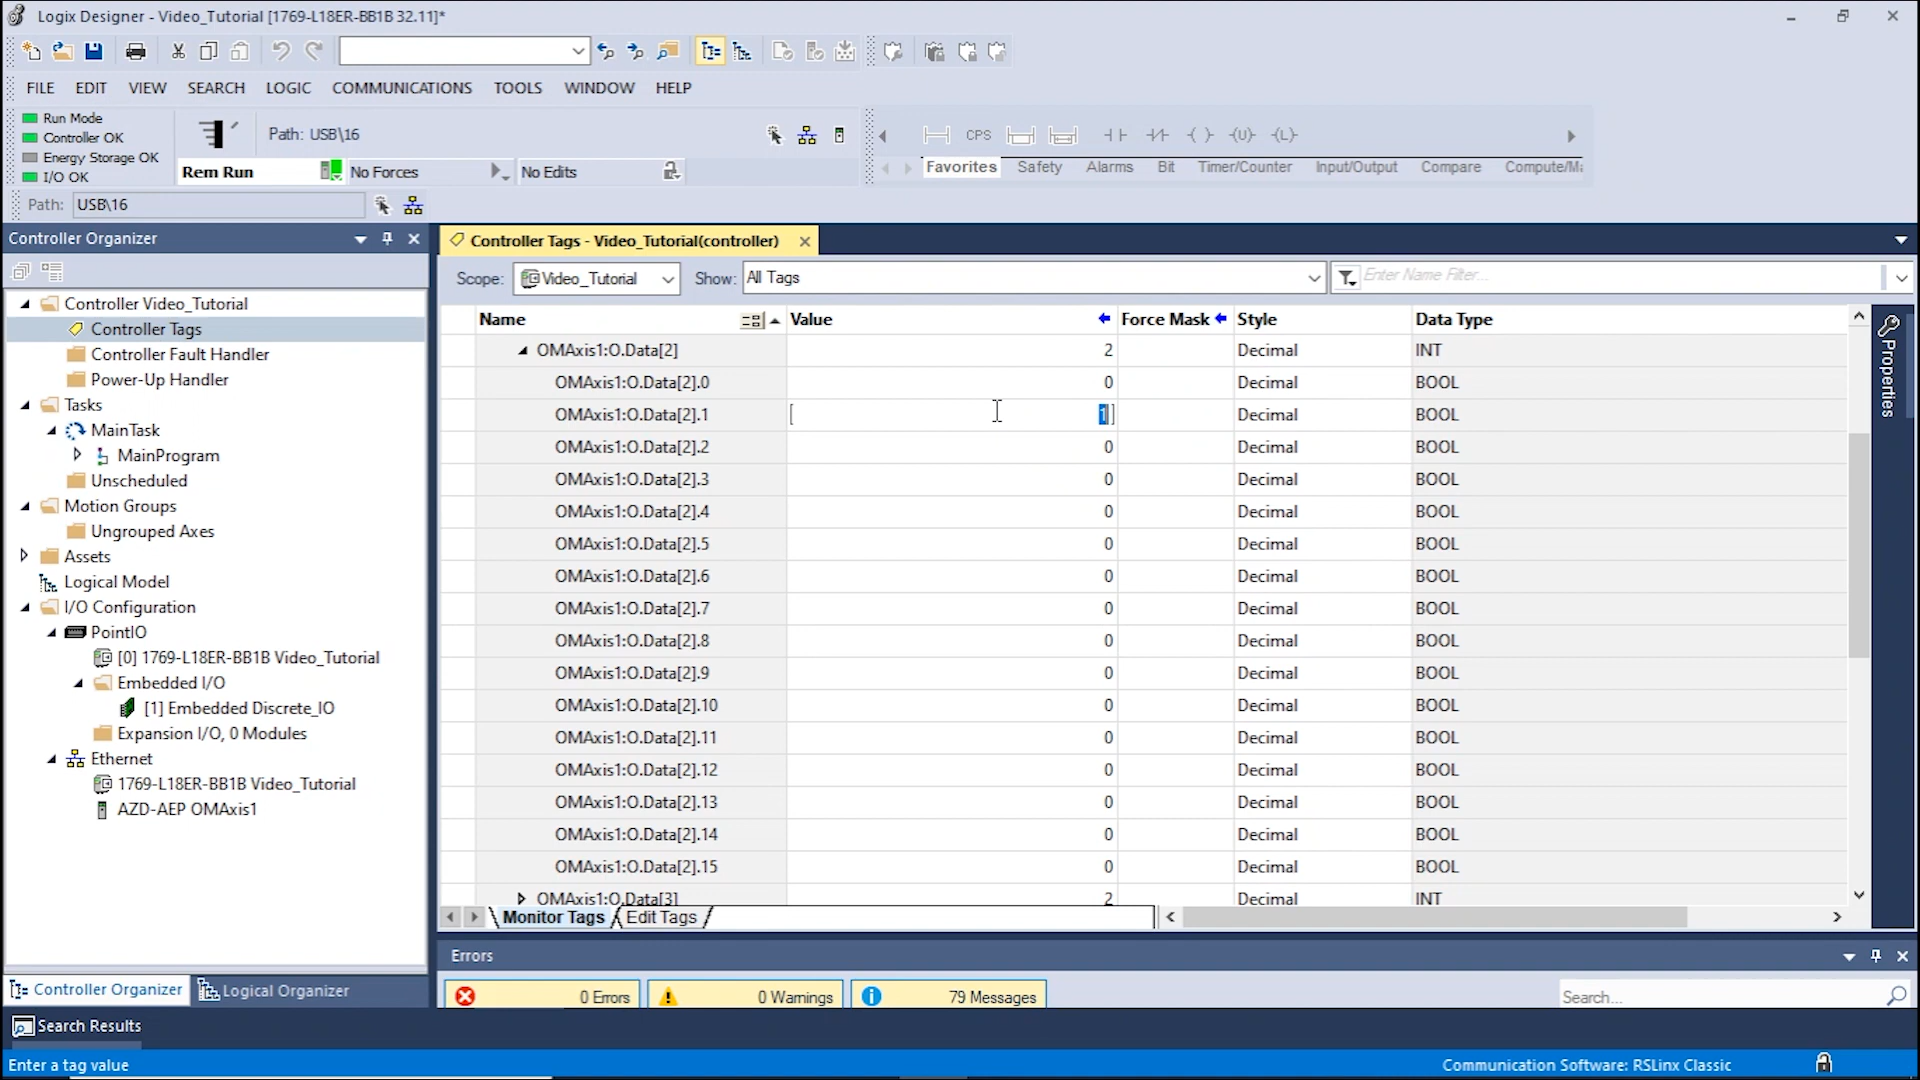 Logix Designer - Video_Tutorial [1769-L18ER-BB1B 32.11]*
FILE EDIT VIEW SEARCH LOGIC COMMUNICATIONS TOOLS WINDOW HELP
Run Mode
Controller OK
Energy Storage OK
I/O OK
Path: USB\16
Rem Run No Forces No Edits
CPS
Favorites Safety Alarms Bit Timer/Counter Input/Output Compare
Path: USB\16
Controller Organizer
Controller Video_Tutorial
Controller Tags
Controller Fault Handler
Power-Up Handler
Tasks
MainTask
MainProgram
Unscheduled
Motion Groups
Ungrouped Axes
Assets
Logical Model
I/O Configuration
PointIO
[0] 1769-L18ER-BB1B Video_Tutorial
Embedded I/O
[1] Embedded Discrete_IO
Expansion I/O, 0 Modules
Ethernet
1769-L18ER-BB1B Video_Tutorial
AZD-AEP OMAxis1
Controller Organizer Logical Organizer
Controller Tags - Video_Tutorial(controller)
Scope: Video_Tutorial Show: All Tags Enter Name Filter...
Name Value Force Mask Style Data Type
OMAxis1:O.Data[2] 2 Decimal INT
OMAxis1:O.Data[2].0 0 Decimal BOOL
OMAxis1:O.Data[2].1 [ 1 ] Decimal BOOL
OMAxis1:O.Data[2].2 0 Decimal BOOL
OMAxis1:O.Data[2].3 0 Decimal BOOL
OMAxis1:O.Data[2].4 0 Decimal BOOL
OMAxis1:O.Data[2].5 0 Decimal BOOL
OMAxis1:O.Data[2].6 0 Decimal BOOL
OMAxis1:O.Data[2].7 0 Decimal BOOL
OMAxis1:O.Data[2].8 0 Decimal BOOL
OMAxis1:O.Data[2].9 0 Decimal BOOL
OMAxis1:O.Data[2].10 0 Decimal BOOL
OMAxis1:O.Data[2].11 0 Decimal BOOL
OMAxis1:O.Data[2].12 0 Decimal BOOL
OMAxis1:O.Data[2].13 0 Decimal BOOL
OMAxis1:O.Data[2].14 0 Decimal BOOL
OMAxis1:O.Data[2].15 0 Decimal BOOL
OMAxis1:O.Data[3] 2 Decimal INT
Monitor Tags Edit Tags
Properties
Errors
0 Errors 0 Warnings 79 Messages Search...
Search Results
Enter a tag value Communication Software: RSLinx Classic